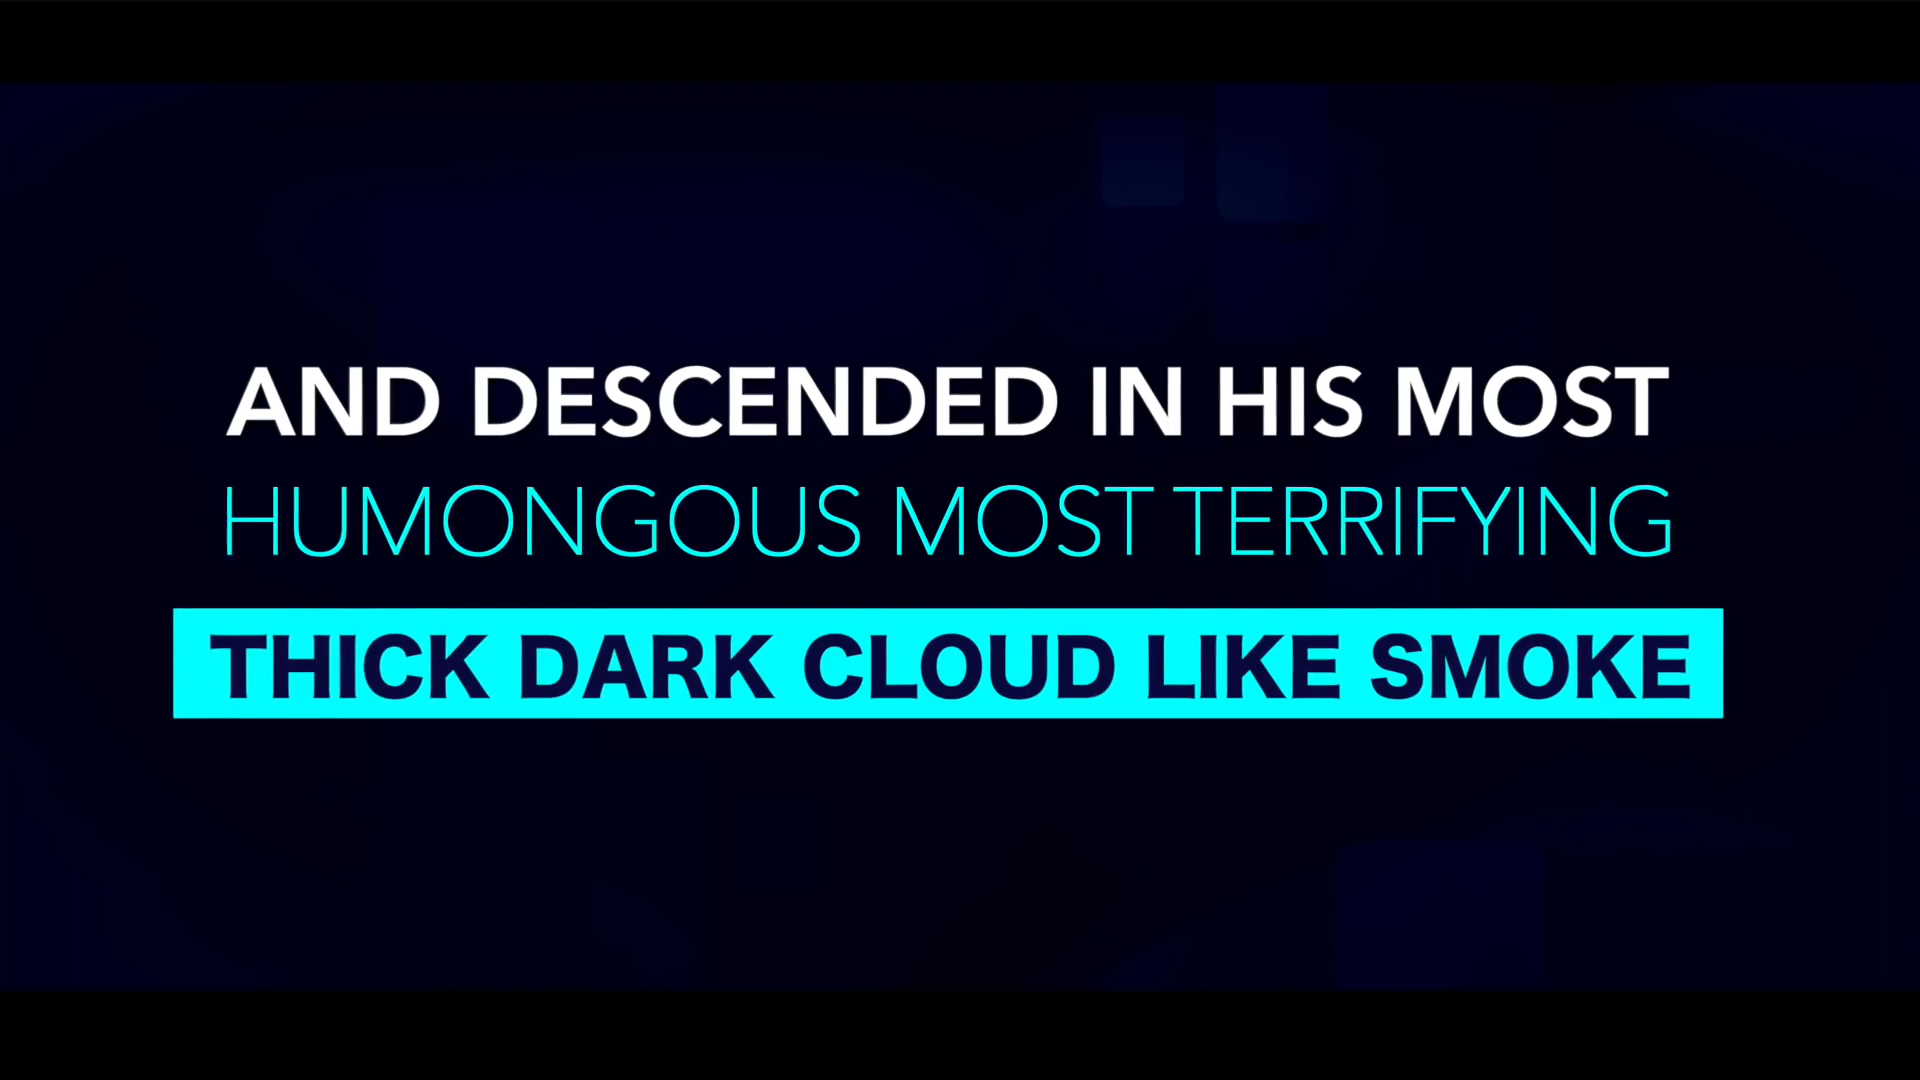 AND DESCENDED IN HIS MOST
HUMONGOUS MOST TERRIFYING
THICK DARK CLOUD LIKE SMOKE